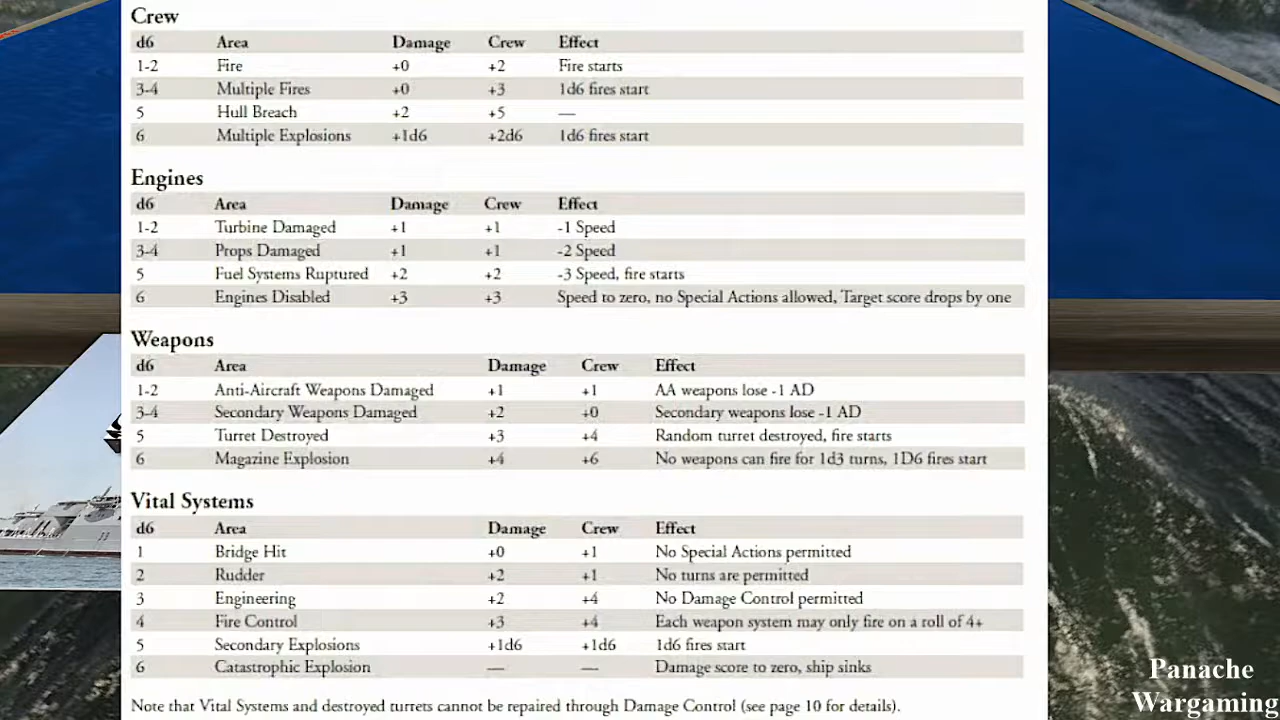 Crew
d6 Area Damage Crew Effect
1-2 Fire +0 +2 Fire starts
3-4 Multiple Fires +0 +3 1d6 fires start
5 Hull Breach +2 +5 —
6 Multiple Explosions +1d6 +2d6 1d6 fires start
Engines
d6 Area Damage Crew Effect
1-2 Turbine Damaged +1 +1 -1 Speed
3-4 Props Damaged +1 +1 -2 Speed
5 Fuel Systems Ruptured +2 +2 -3 Speed, fire starts
6 Engines Disabled +3 +3 Speed to zero, no Special Actions allowed, Target score drops by one
Weapons
d6 Area Damage Crew Effect
1-2 Anti-Aircraft Weapons Damaged +1 +1 AA weapons lose -1 AD
3-4 Secondary Weapons Damaged +2 +0 Secondary weapons lose -1 AD
5 Turret Destroyed +3 +4 Random turret destroyed, fire starts
6 Magazine Explosion +4 +6 No weapons can fire for 1d3 turns, 1D6 fires start
Vital Systems
d6 Area Damage Crew Effect
1 Bridge Hit +0 +1 No Special Actions permitted
2 Rudder +2 +1 No turns are permitted
3 Engineering +2 +4 No Damage Control permitted
4 Fire Control +3 +4 Each weapon system may only fire on a roll of 4+
5 Secondary Explosions +1d6 +1d6 1d6 fires start
6 Catastrophic Explosion — — Damage score to zero, ship sinks
Note that Vital Systems and destroyed turrets cannot be repaired through Damage Control (see page 10 for details).
Panache
Wargaming